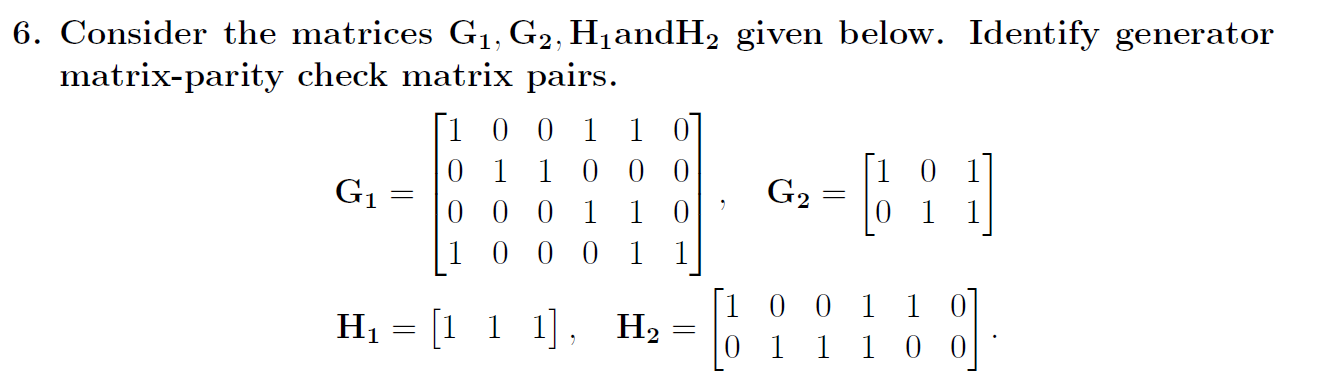 6. Consider the matrices G₁, G₂, H₁andH₂ given below. Identify generator
matrix-parity check matrix pairs.
G₁ = [1 0 0 1 1 0
0 1 1 0 0 0
0 0 0 1 1 0
1 0 0 0 1 1],
G₂ = [1 0 1
0 1 1]
H₁ = [1 1 1],
H₂ = [1 0 0 1 1 0
0 1 1 1 0 0].